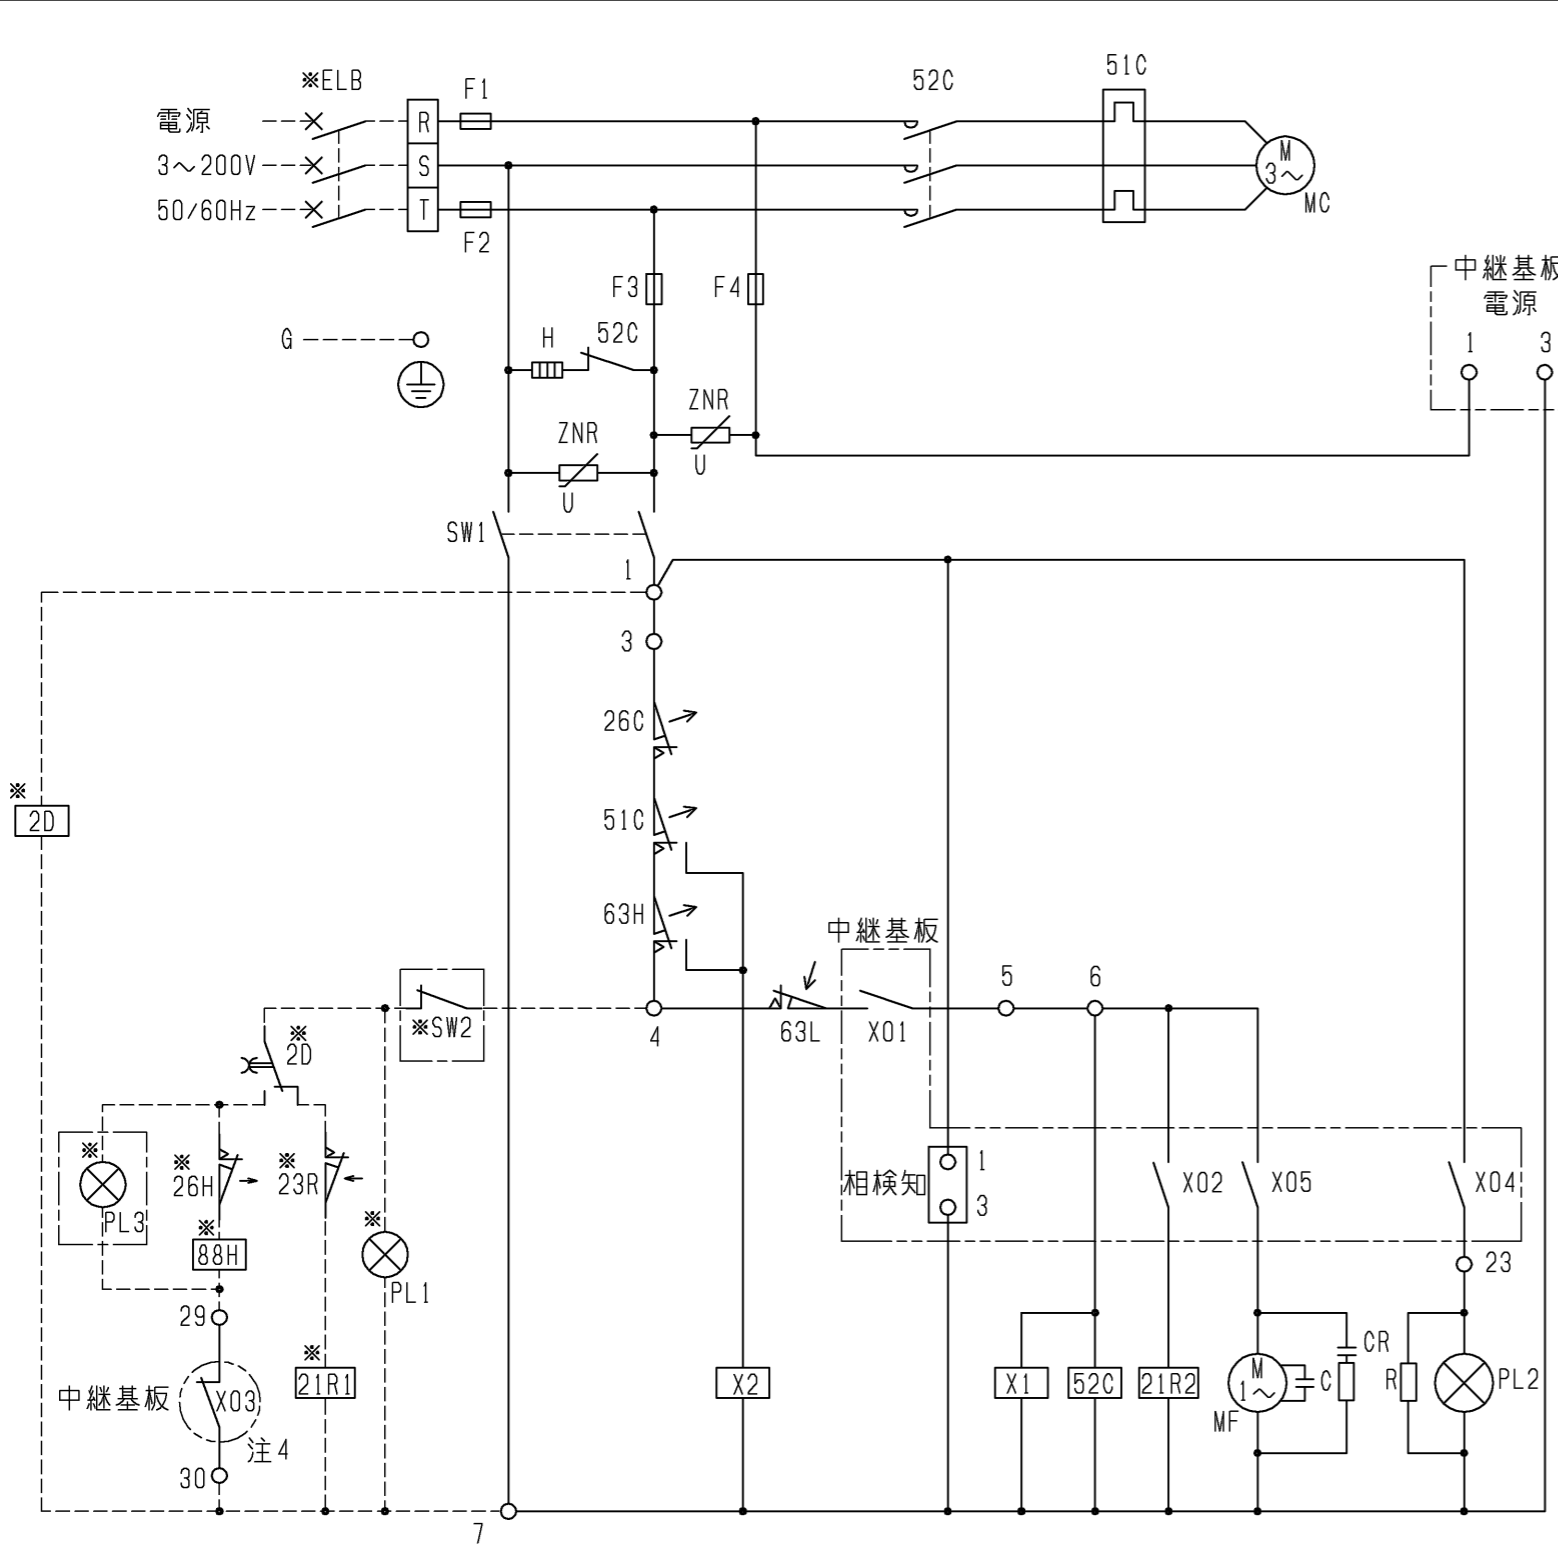 ※ELB
F1
52C
51C
電源
R
3～200V
S
M
3～
50/60Hz
T
MC
F2
中継基板
電源
F3
F4
1
3
G
H
52C
ZNR
ZNR
U
U
SW1
1
3
26C
※
2D
51C
63H
中継基板
5
6
※SW2
4
63L
X01
※
2D
※
PL3
※
26H
※
23R
相検知
1
3
X02
X05
X04
※
88H
※
PL1
23
29
※
21R1
中継基板
X03
注4
30
X2
X1
52C
21R2
M
1～
MF
C
CR
R
PL2
7